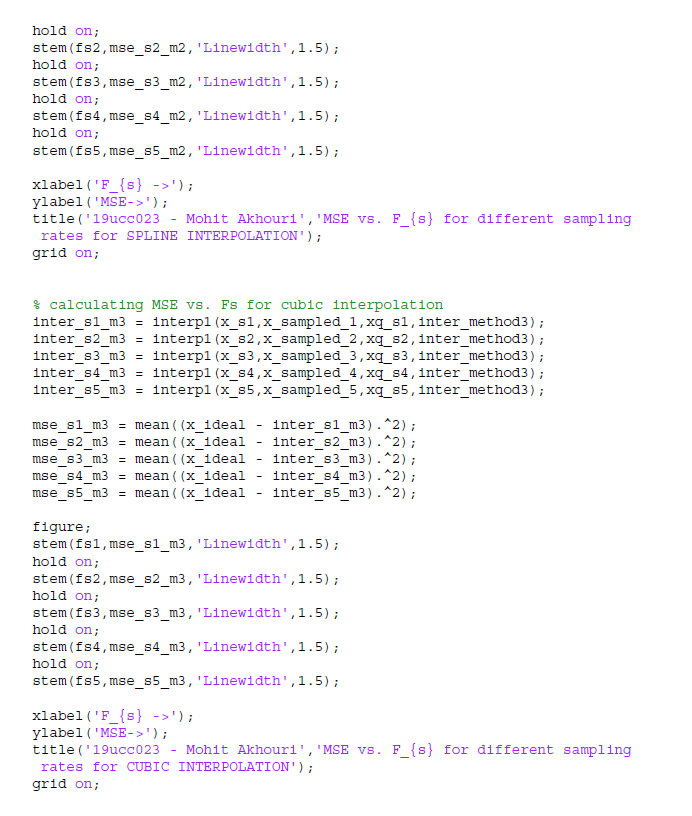 hold on;
stem(fs2,mse_s2_m2,'Linewidth',1.5);
hold on;
stem(fs3,mse_s3_m2,'Linewidth',1.5);
hold on;
stem(fs4,mse_s4_m2,'Linewidth',1.5);
hold on;
stem(fs5,mse_s5_m2,'Linewidth',1.5);
xlabel('F_{s} ->');
ylabel('MSE->');
title('19ucc023 - Mohit Akhouri','MSE vs. F_{s} for different sampling
rates for SPLINE INTERPOLATION');
grid on;
% calculating MSE vs. Fs for cubic interpolation
inter_s1_m3 = interp1(x_s1,x_sampled_1,xq_s1,inter_method3);
inter_s2_m3 = interp1(x_s2,x_sampled_2,xq_s2,inter_method3);
inter_s3_m3 = interp1(x_s3,x_sampled_3,xq_s3,inter_method3);
inter_s4_m3 = interp1(x_s4,x_sampled_4,xq_s4,inter_method3);
inter_s5_m3 = interp1(x_s5,x_sampled_5,xq_s5,inter_method3);
mse_s1_m3 = mean((x_ideal - inter_s1_m3).^2);
mse_s2_m3 = mean((x_ideal - inter_s2_m3).^2);
mse_s3_m3 = mean((x_ideal - inter_s3_m3).^2);
mse_s4_m3 = mean((x_ideal - inter_s4_m3).^2);
mse_s5_m3 = mean((x_ideal - inter_s5_m3).^2);
figure;
stem(fs1,mse_s1_m3,'Linewidth',1.5);
hold on;
stem(fs2,mse_s2_m3,'Linewidth',1.5);
hold on;
stem(fs3,mse_s3_m3,'Linewidth',1.5);
hold on;
stem(fs4,mse_s4_m3,'Linewidth',1.5);
hold on;
stem(fs5,mse_s5_m3,'Linewidth',1.5);
xlabel('F_{s} ->');
ylabel('MSE->');
title('19ucc023 - Mohit Akhouri','MSE vs. F_{s} for different sampling
rates for CUBIC INTERPOLATION');
grid on;